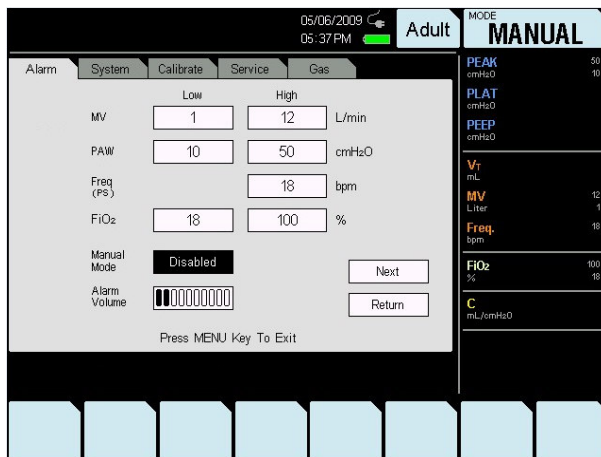 05/06/2009
05:37 PM
Adult
MODE
MANUAL
Alarm System Calibrate Service Gas
Low High
MV 1 12 L/min
PAW 10 50 cmH2O
Freq (PS) 18 bpm
FiO2 18 100 %
Manual Mode Disabled
Alarm Volume
Next
Return
Press MENU Key To Exit
PEAK 50
cmH2O 10
PLAT
cmH2O
PEEP
cmH2O
VT
mL
MV 12
Liter 1
Freq. 18
bpm
FiO2 100
% 18
C
mL/cmH2O